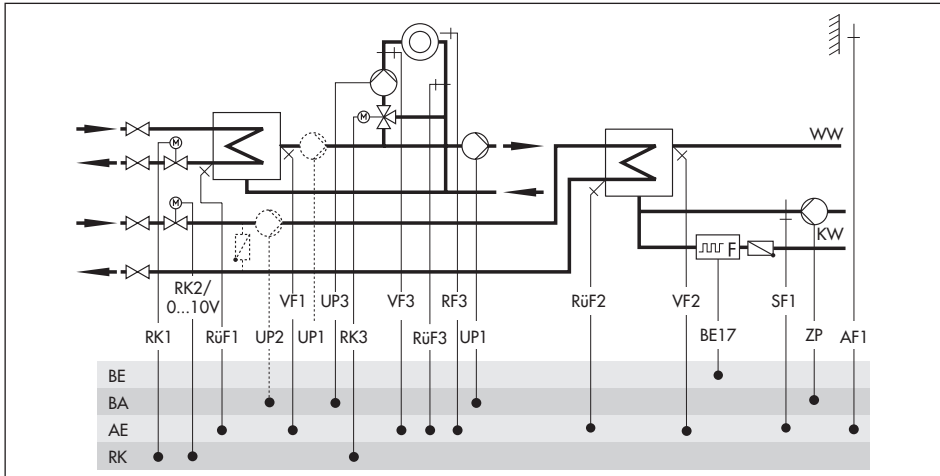 WW
KW
M
M
M
F
RK2/
0...10V
VF1
UP3
VF3
RF3
RüF2
VF2
SF1
RK1
RüF1
UP2
UP1
RK3
RüF3
UP1
BE17
ZP
AF1
BE
BA
AE
RK